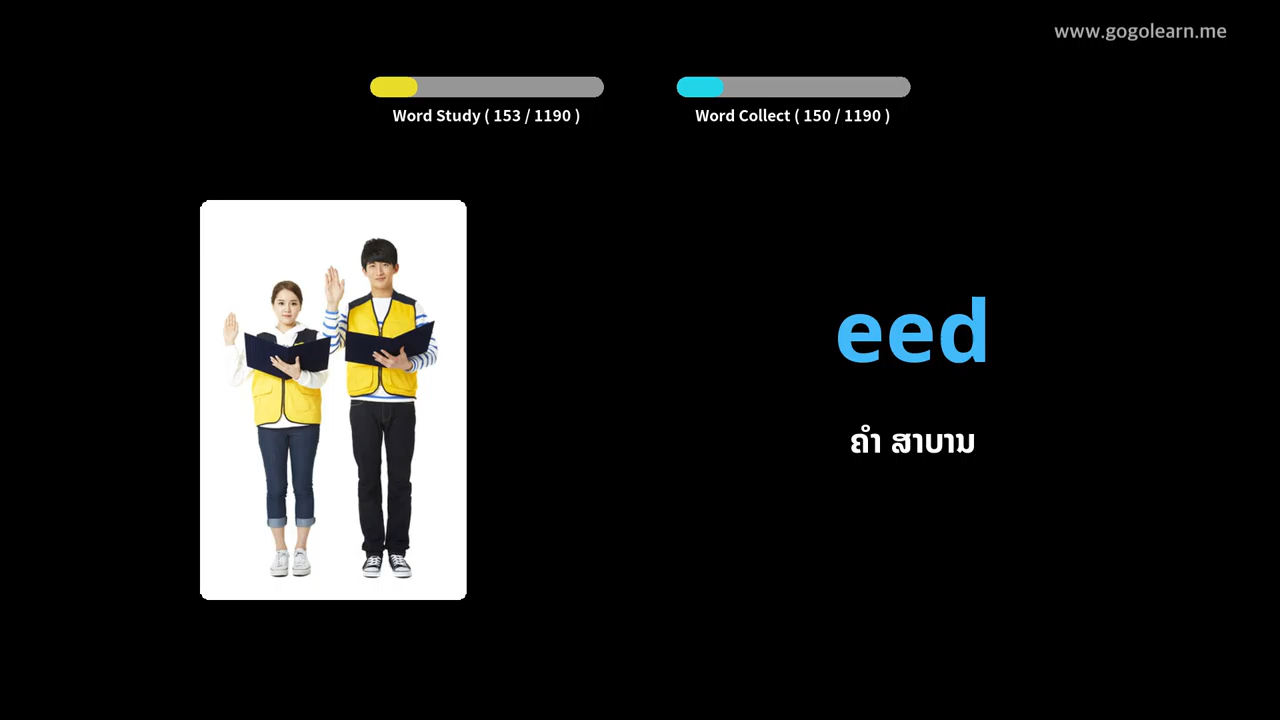 www.gogolearn.me
Word Study ( 153 / 1190 )
Word Collect ( 150 / 1190 )
eed
ຄຳ ສາບານ